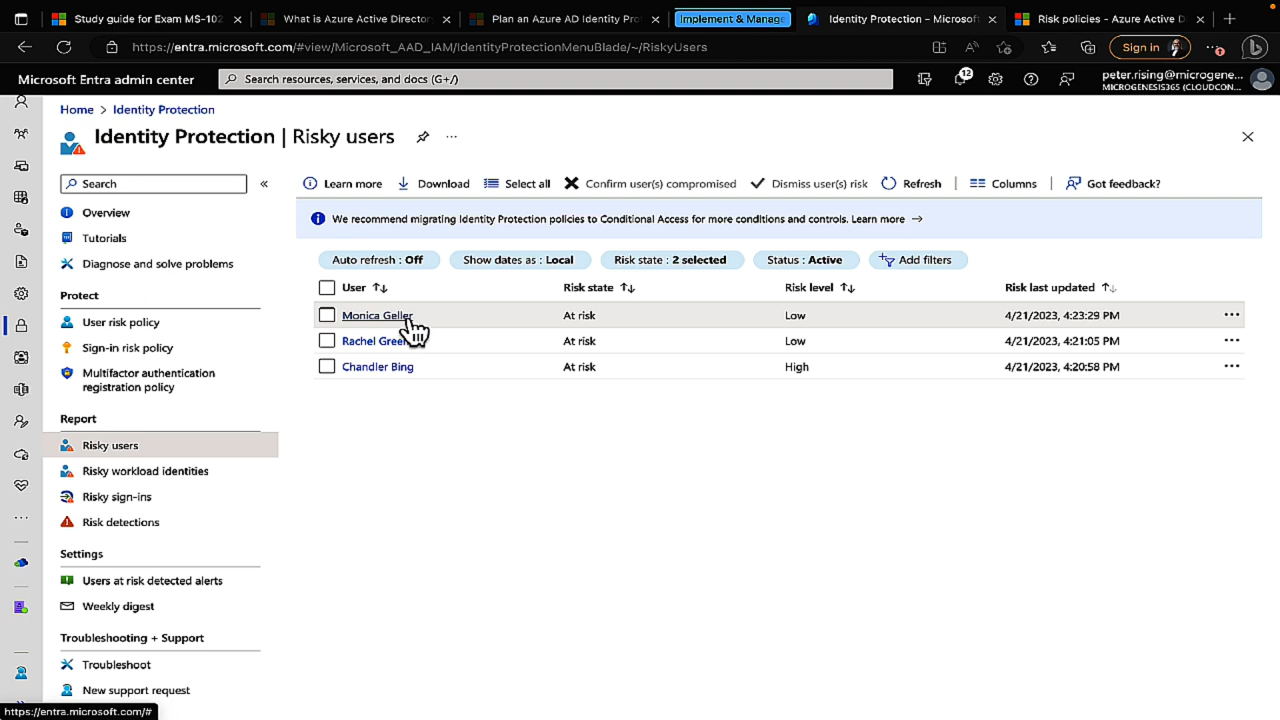 Study guide for Exam MS-102
What is Azure Active Director
Plan an Azure AD Identity Pro
Implement & Manage
Identity Protection - Microsoft
Risk policies - Azure Active D
https://entra.microsoft.com/#view/Microsoft_AAD_IAM/IdentityProtectionMenuBlade/~/RiskyUsers
Sign in
Microsoft Entra admin center
Search resources, services, and docs (G+/)
12
peter.rising@microgene...
MICROGENESIS365 (CLOUDCON...
Home > Identity Protection
Identity Protection | Risky users
...
Search
«
Learn more
Download
Select all
Confirm user(s) compromised
Dismiss user(s) risk
Refresh
Columns
Got feedback?
We recommend migrating Identity Protection policies to Conditional Access for more conditions and controls. Learn more →
Overview
Tutorials
Diagnose and solve problems
Protect
User risk policy
Sign-in risk policy
Multifactor authentication
registration policy
Report
Risky users
Risky workload identities
Risky sign-ins
Risk detections
Settings
Users at risk detected alerts
Weekly digest
Troubleshooting + Support
Troubleshoot
New support request
Auto refresh : Off
Show dates as : Local
Risk state : 2 selected
Status : Active
Add filters
User Risk state Risk level Risk last updated
Monica Geller At risk Low 4/21/2023, 4:23:29 PM
Rachel Green At risk Low 4/21/2023, 4:21:05 PM
Chandler Bing At risk High 4/21/2023, 4:20:58 PM
https://entra.microsoft.com/#